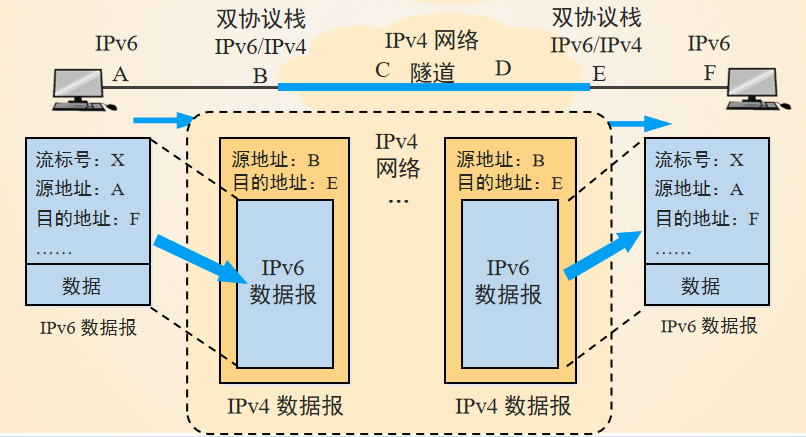 IPv6
双协议栈
IPv6/IPv4
IPv4 网络
双协议栈
IPv6/IPv4
IPv6
A
B
C
隧道
D
E
F
流标号：X
源地址：A
目的地址：F
……
数据
IPv6 数据报
源地址：B
目的地址：E
IPv6
数据报
IPv4 数据报
IPv4
网络
…
源地址：B
目的地址：E
IPv6
数据报
IPv4 数据报
流标号：X
源地址：A
目的地址：F
……
数据
IPv6 数据报